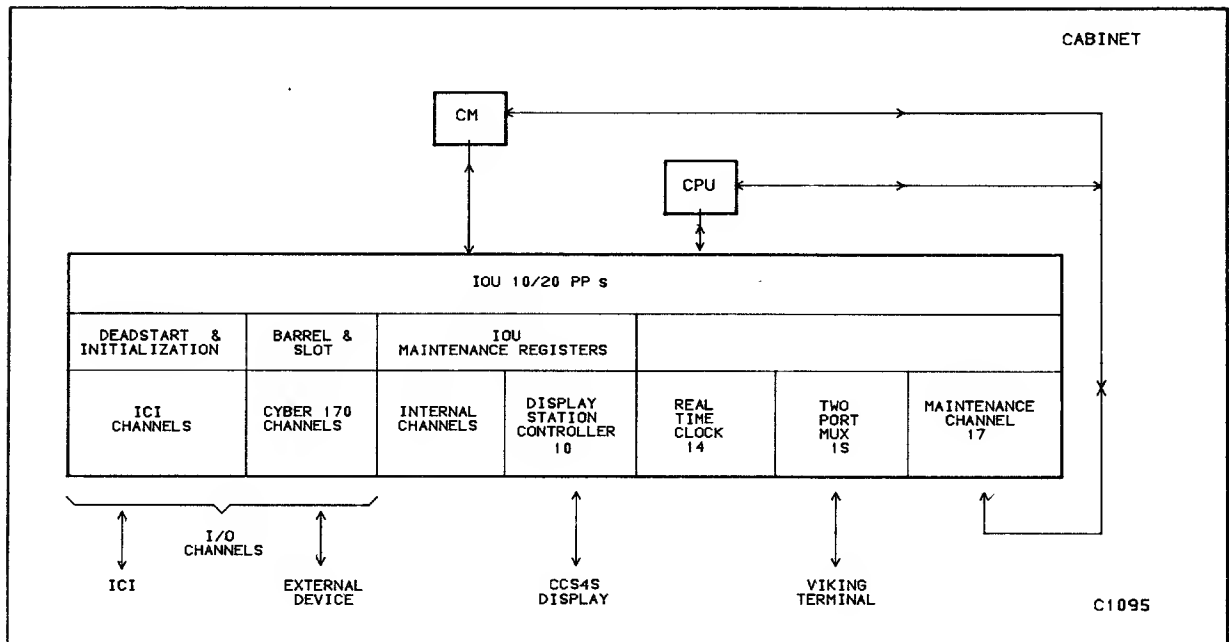 CABINET
CM
CPU
IOU 10/20 PP s
DEADSTART &
INITIALIZATION
BARREL &
SLOT
IOU
MAINTENANCE REGISTERS
ICI
CHANNELS
CYBER 170
CHANNELS
INTERNAL
CHANNELS
DISPLAY
STATION
CONTROLLER
10
REAL
TIME
CLOCK
14
TWO
PORT
MUX
1S
MAINTENANCE
CHANNEL
17
I/O
CHANNELS
ICI
EXTERNAL
DEVICE
CCS4S
DISPLAY
VIKING
TERMINAL
C1095